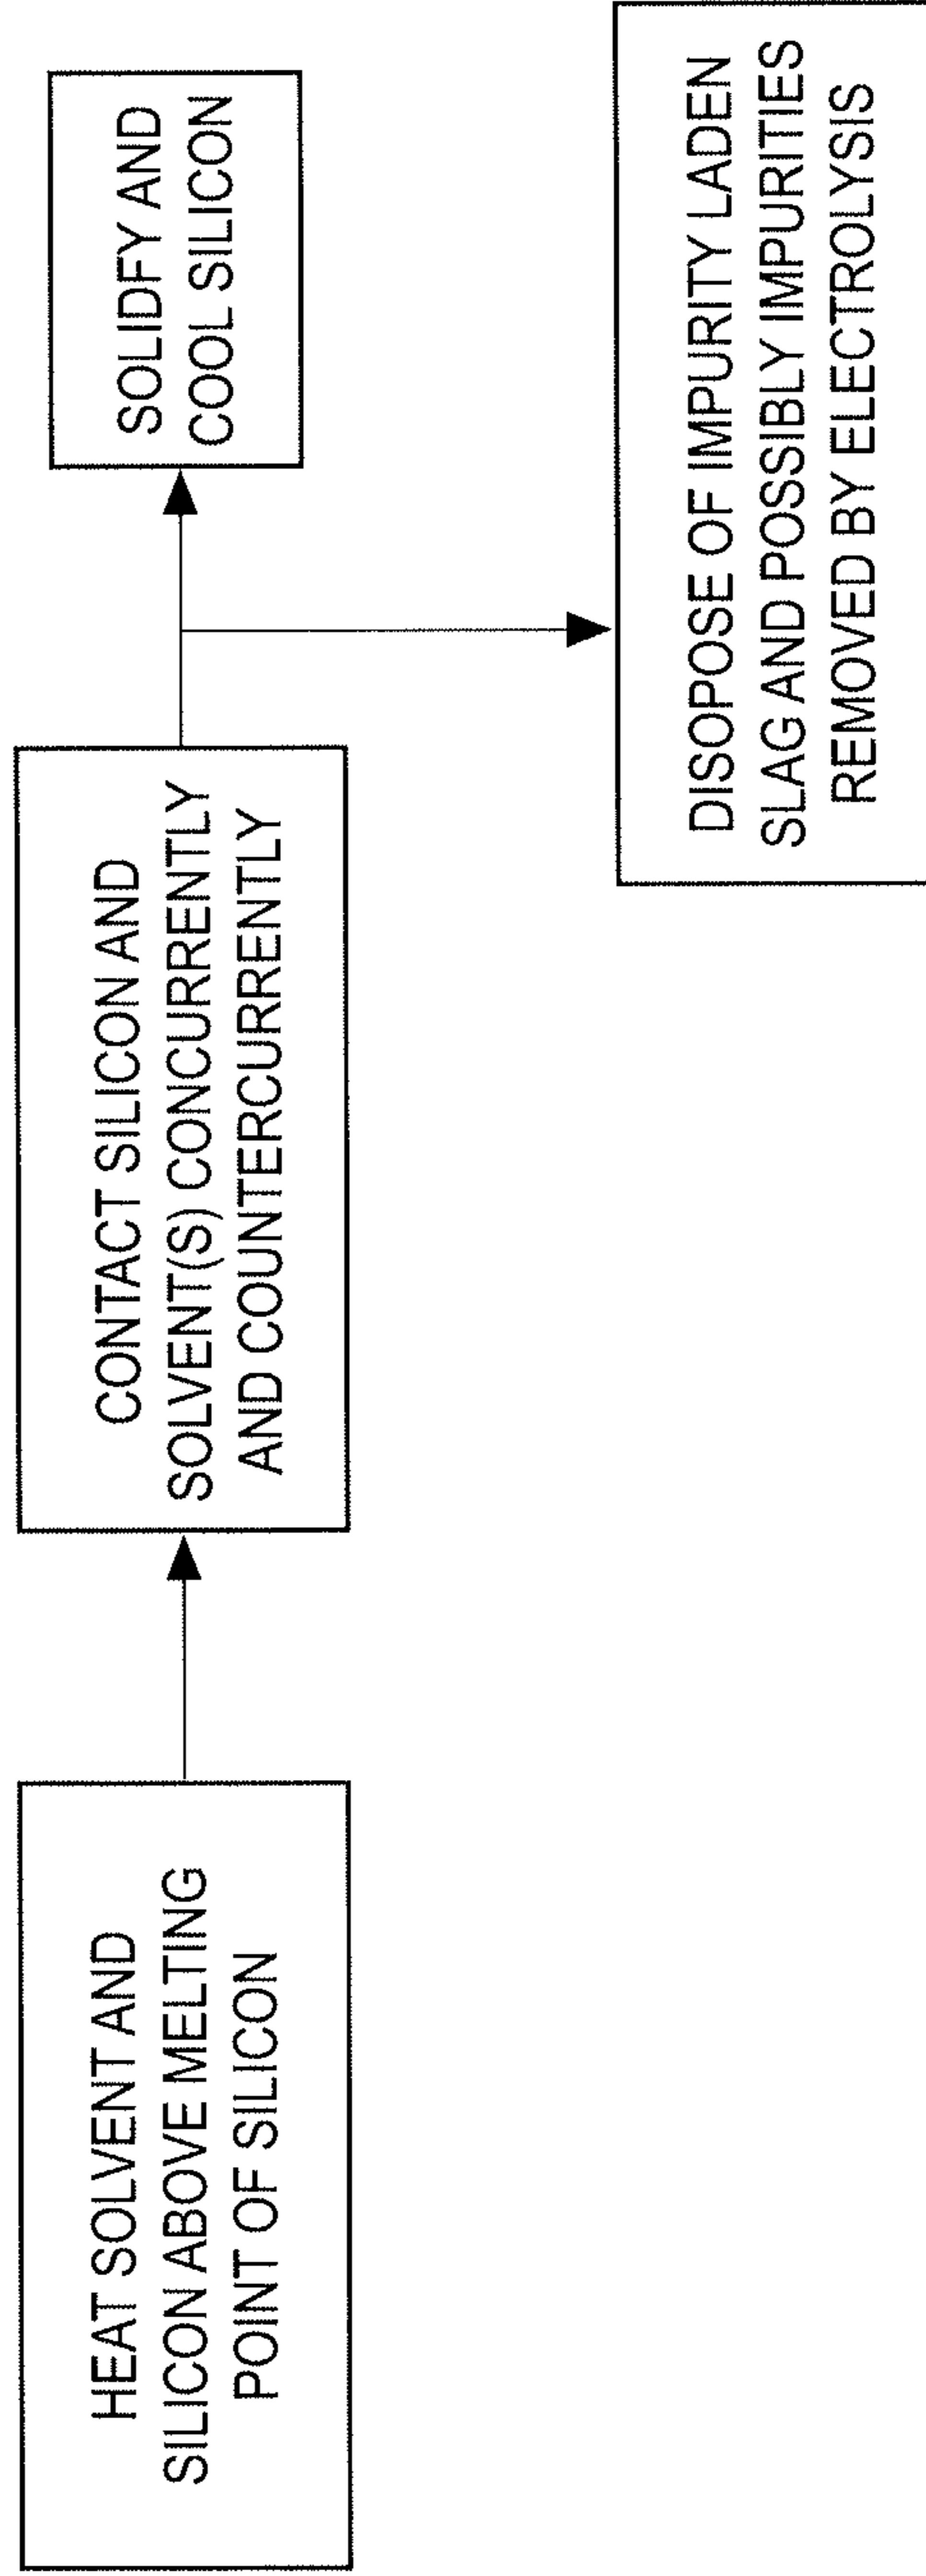 HEAT SOLVENT AND
SILICON ABOVE MELTING
POINT OF SILICON
CONTACT SILICON AND
SOLVENT(S) CONCURRENTLY
AND COUNTERCURRENTLY
SOLIDFY AND
COOL SILICON
DISOPOSE OF IMPURITY LADEN
SLAG AND POSSIBLY IMPURITIES
REMOVED BY ELECTROLYSIS